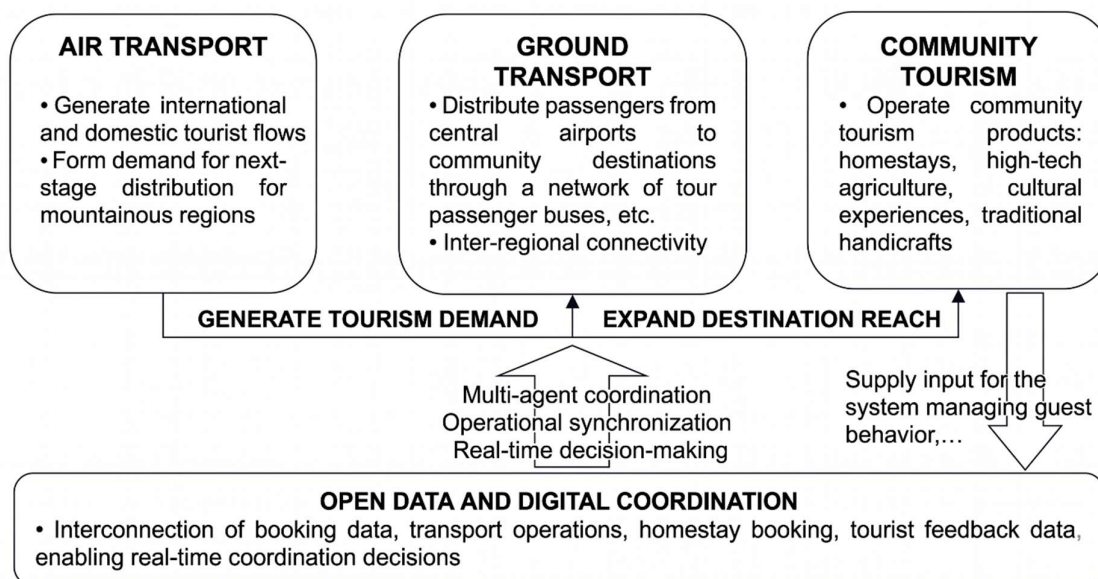 AIR TRANSPORT
• Generate international
and domestic tourist flows
• Form demand for next-
stage distribution for
mountainous regions
GROUND
TRANSPORT
• Distribute passengers from
central airports to
community destinations
through a network of tour
passenger buses, etc.
• Inter-regional connectivity
COMMUNITY
TOURISM
• Operate community
tourism products:
homestays, high-tech
agriculture, cultural
experiences, traditional
handicrafts
GENERATE TOURISM DEMAND
EXPAND DESTINATION REACH
Multi-agent coordination
Operational synchronization
Real-time decision-making
Supply input for the
system managing guest
behavior,...
OPEN DATA AND DIGITAL COORDINATION
• Interconnection of booking data, transport operations, homestay booking, tourist feedback data,
enabling real-time coordination decisions